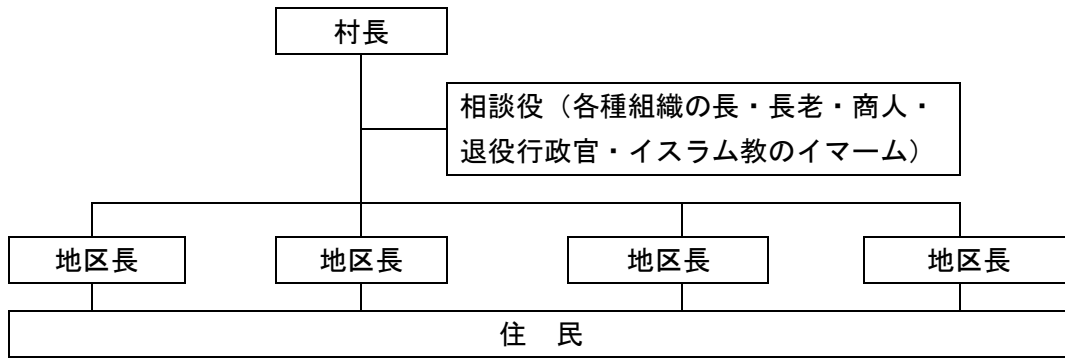 村長
相談役（各種組織の長・長老・商人・
退役行政官・イスラム教のイマーム）
地区長
地区長
地区長
地区長
住　民